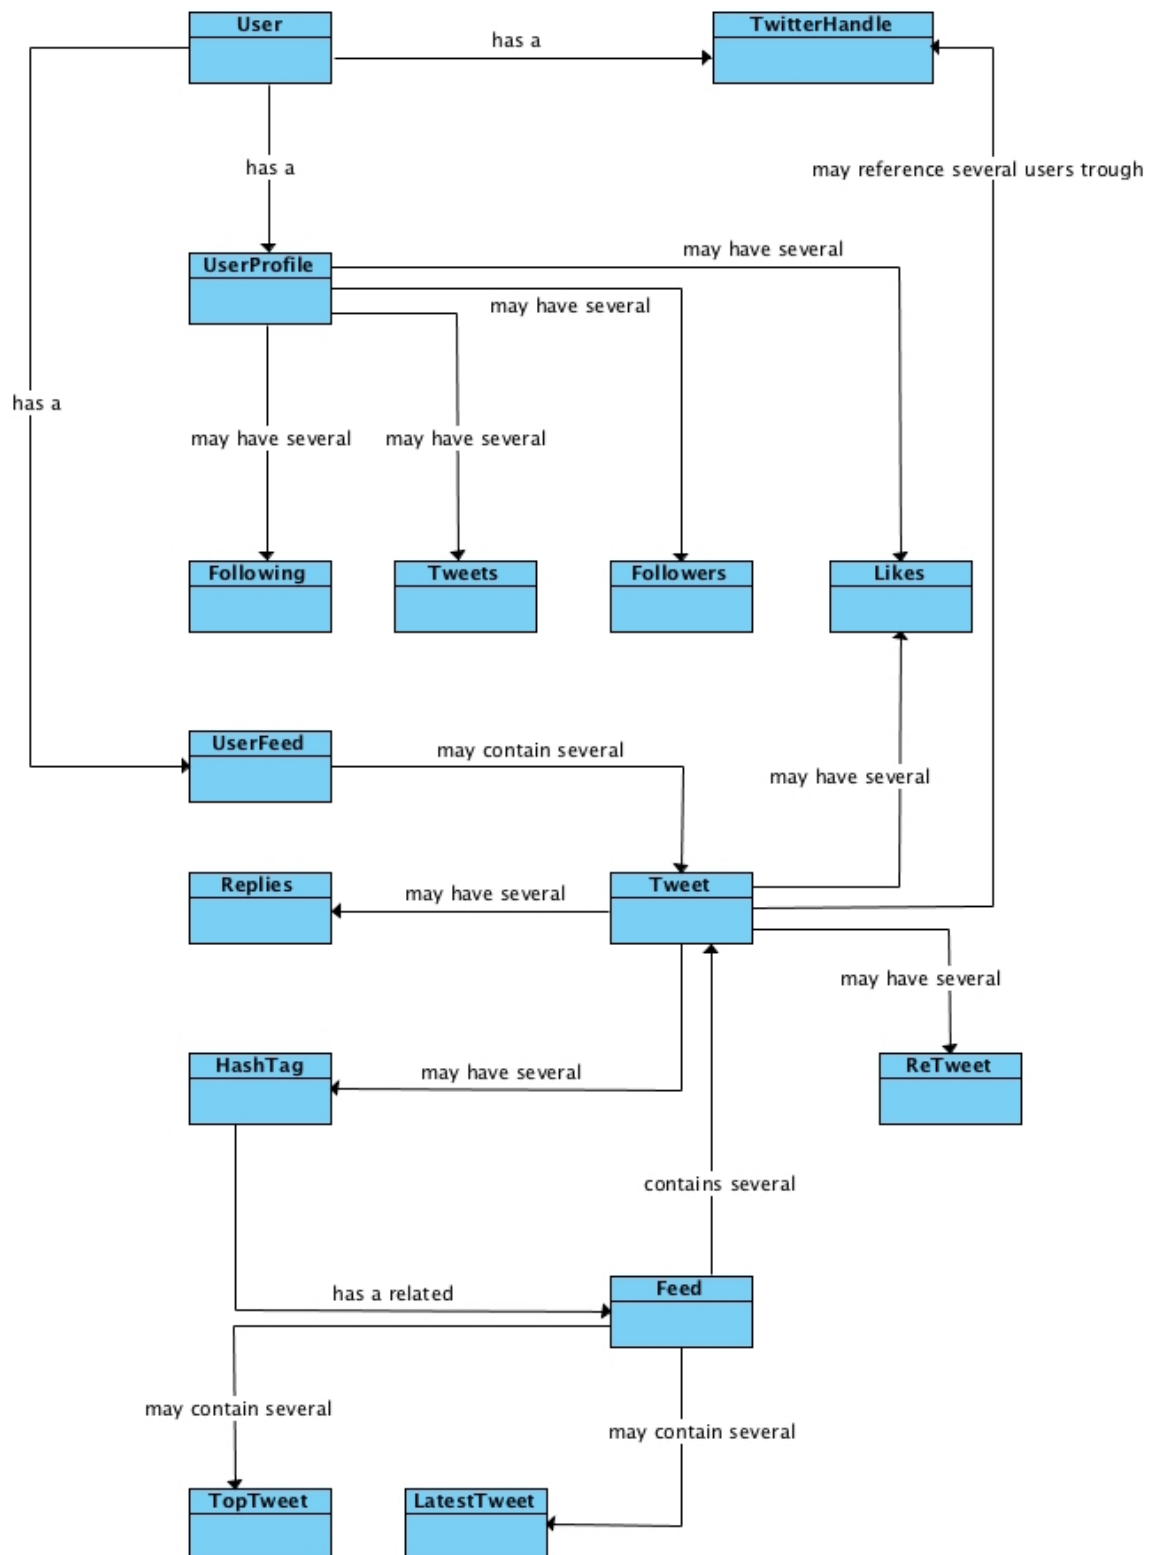 User
TwitterHandle
has a
has a
may reference several users trough
UserProfile
may have several
may have several
has a
may have several
may have several
Following
Tweets
Followers
Likes
UserFeed
may contain several
may have several
Replies
may have several
Tweet
may have several
HashTag
may have several
ReTweet
contains several
has a related
Feed
may contain several
may contain several
TopTweet
LatestTweet